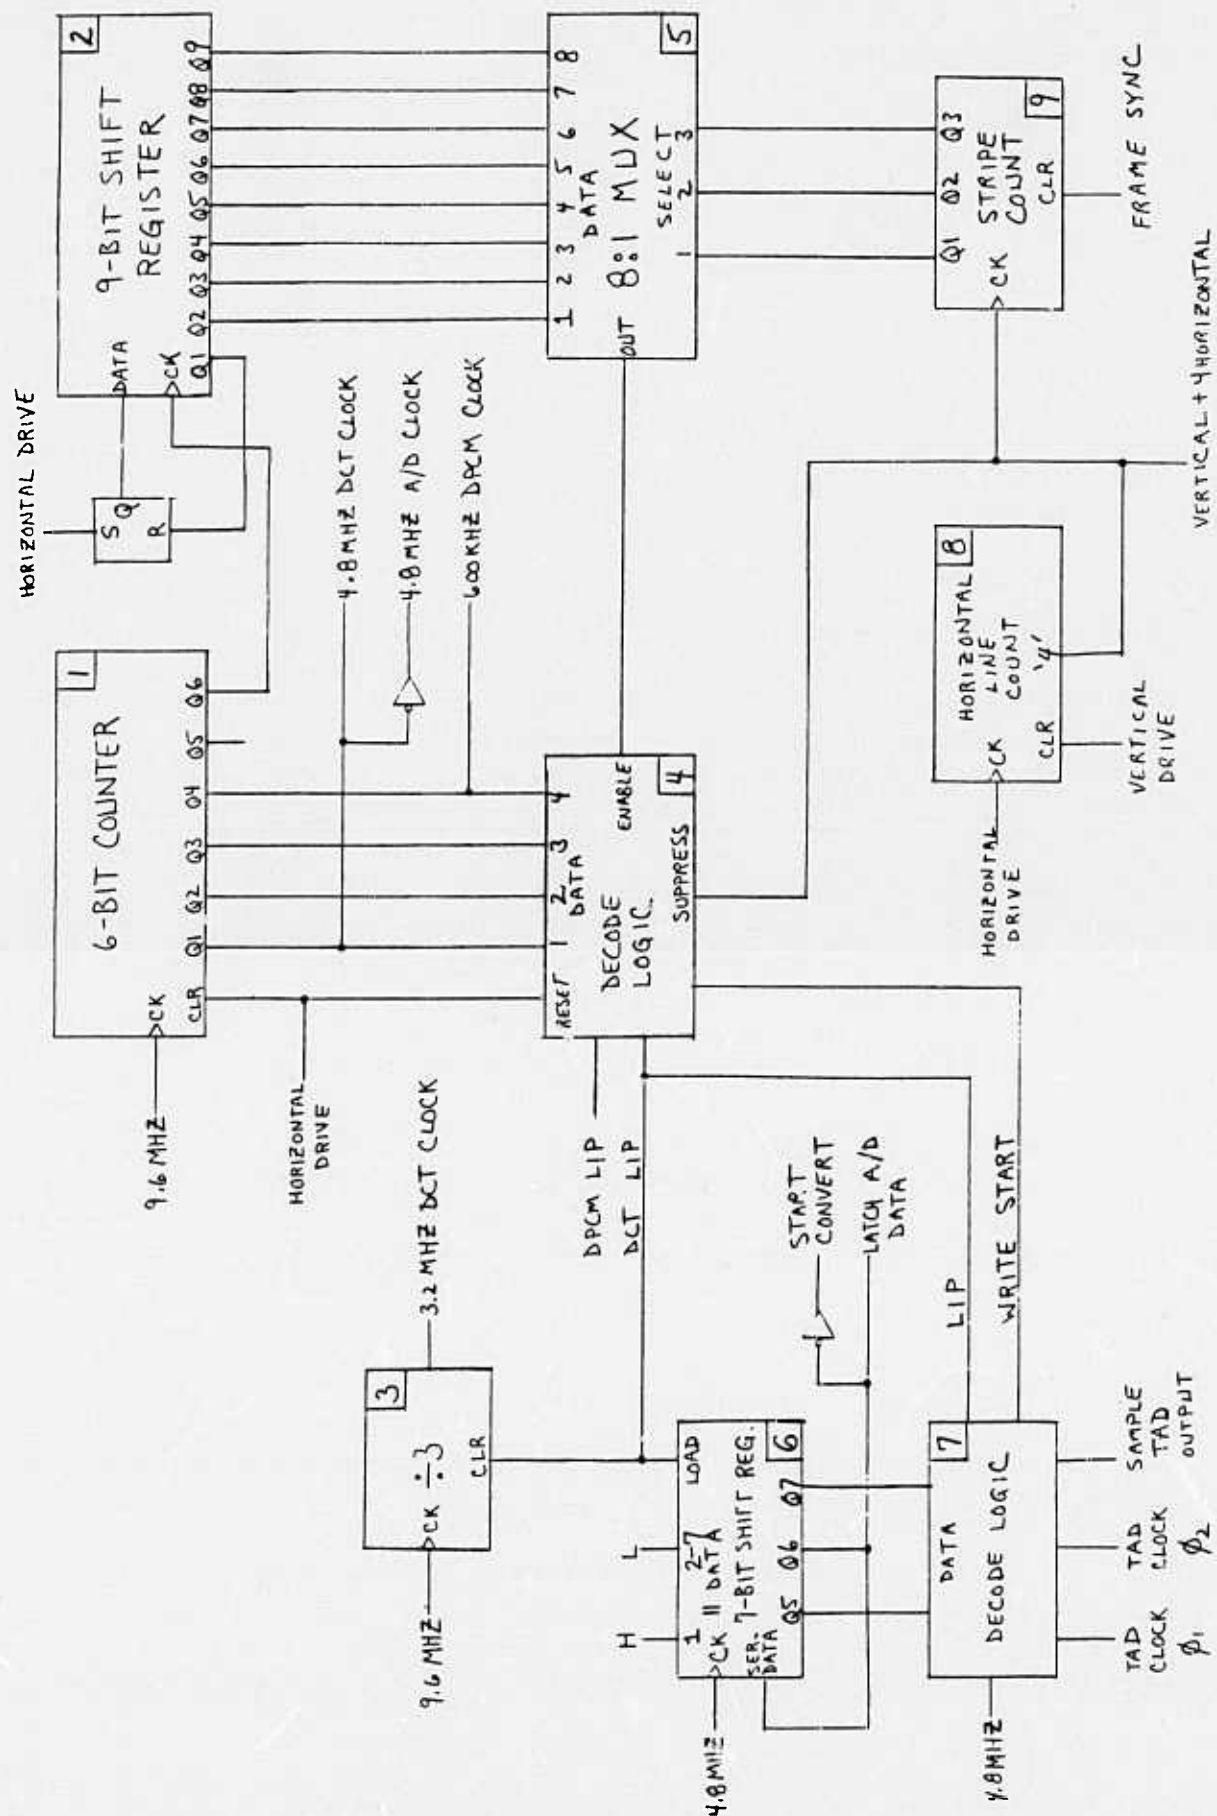 HORIZONTAL DRIVE
S
Q
R
2
9-BIT SHIFT
REGISTER
DATA
CK
Q1 Q2 Q3 Q4 Q5 Q6 Q7 Q8 Q9
1
6-BIT COUNTER
CK
CLR Q1 Q2 Q3 Q4 Q5 Q6
9.6 MHZ
HORIZONTAL
DRIVE
4.8 MHZ DCT CLOCK
4.8 MHZ A/D CLOCK
600KHZ DPCM CLOCK
1 2 3 4 5 6 7 8
DATA
OUT 8:1 MUX
SELECT
1 2 3
5
3
CK ÷3
CLR
9.6 MHZ
3.2 MHZ DCT CLOCK
RESET 1 2 3 4
DATA
ENABLE
DECODE
LOGIC
SUPPRESS
4
DPCM LIP
DCT LIP
Q1 Q2 Q3
STRIPE
COUNT
CK
CLR
9
FRAME SYNC
HORIZONTAL
LINE
COUNT
8
CK
CLR
'4'
HORIZONTAL
DRIVE
VERTICAL
DRIVE
VERTICAL + 4HORIZONTAL
H
L
1 2-7
CK 11 DATA
LOAD
SER.
DATA
7-BIT SHIFT REG.
Q5 Q6 Q7
6
4.8MHZ
START
CONVERT
LATCH A/D
DATA
LIP
WRITE START
DATA
7
DECODE LOGIC
4.8MHZ
TAD
CLOCK
φ1
TAD
CLOCK
φ2
SAMPLE
TAD
OUTPUT